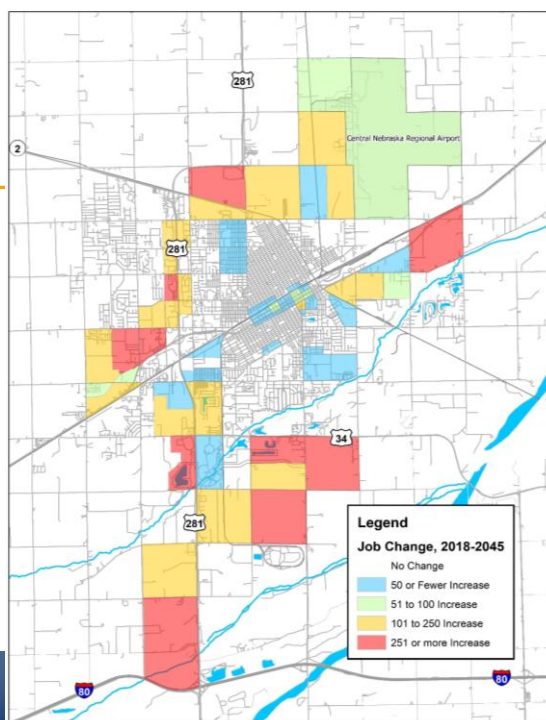 281
2
Central Nebraska Regional Airport
281
34
281
Legend
Job Change, 2018-2045
No Change
50 or Fewer Increase
51 to 100 Increase
101 to 250 Increase
251 or more Increase
80
80